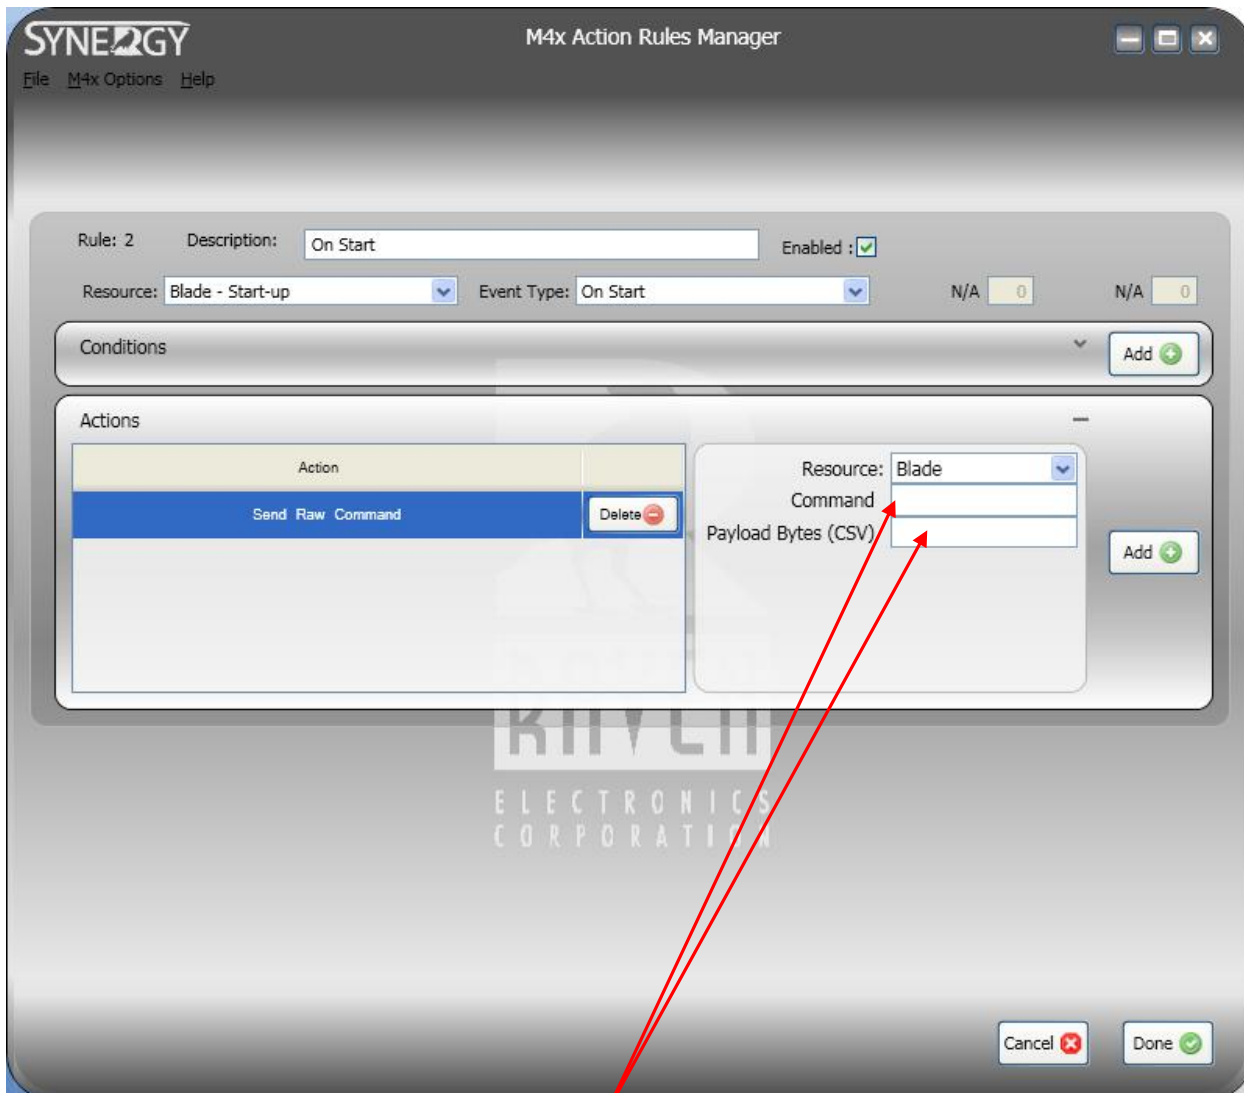 SYNERGY
M4x Action Rules Manager
File M4x Options Help
Rule: 2 Description: On Start Enabled :
Resource: Blade - Start-up Event Type: On Start N/A 0 N/A 0
Conditions
Add
Actions
Action
Resource: Blade
Send Raw Command Delete
Command
Payload Bytes (CSV)
Add
RAVEN
ELECTRONICS
CORPORATION
Cancel Done